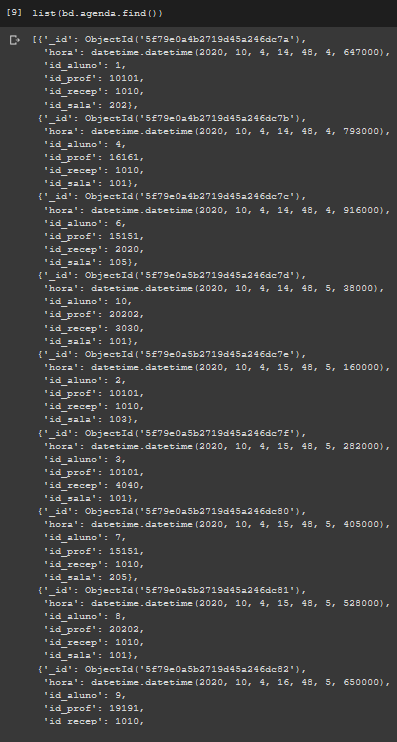 [9] list(bd.agenda.find())
[{'_id': ObjectId('5f79e0a4b2719d45a246dc7a'),
'hora': datetime.datetime(2020, 10, 4, 14, 48, 4, 647000),
'id_aluno': 1,
'id_prof': 10101,
'id_recep': 1010,
'id_sala': 202},
{'_id': ObjectId('5f79e0a4b2719d45a246dc7b'),
'hora': datetime.datetime(2020, 10, 4, 14, 48, 4, 793000),
'id_aluno': 4,
'id_prof': 16161,
'id_recep': 1010,
'id_sala': 101},
{'_id': ObjectId('5f79e0a4b2719d45a246dc7c'),
'hora': datetime.datetime(2020, 10, 4, 14, 48, 4, 916000),
'id_aluno': 6,
'id_prof': 15151,
'id_recep': 2020,
'id_sala': 105},
{'_id': ObjectId('5f79e0a5b2719d45a246dc7d'),
'hora': datetime.datetime(2020, 10, 4, 14, 48, 5, 38000),
'id_aluno': 10,
'id_prof': 20202,
'id_recep': 3030,
'id_sala': 101},
{'_id': ObjectId('5f79e0a5b2719d45a246dc7e'),
'hora': datetime.datetime(2020, 10, 4, 15, 48, 5, 160000),
'id_aluno': 2,
'id_prof': 10101,
'id_recep': 1010,
'id_sala': 103},
{'_id': ObjectId('5f79e0a5b2719d45a246dc7f'),
'hora': datetime.datetime(2020, 10, 4, 15, 48, 5, 282000),
'id_aluno': 3,
'id_prof': 10101,
'id_recep': 4040,
'id_sala': 101},
{'_id': ObjectId('5f79e0a5b2719d45a246dc80'),
'hora': datetime.datetime(2020, 10, 4, 15, 48, 5, 405000),
'id_aluno': 7,
'id_prof': 15151,
'id_recep': 1010,
'id_sala': 205},
{'_id': ObjectId('5f79e0a5b2719d45a246dc81'),
'hora': datetime.datetime(2020, 10, 4, 15, 48, 5, 528000),
'id_aluno': 8,
'id_prof': 20202,
'id_recep': 1010,
'id_sala': 101},
{'_id': ObjectId('5f79e0a5b2719d45a246dc82'),
'hora': datetime.datetime(2020, 10, 4, 16, 48, 5, 650000),
'id_aluno': 9,
'id_prof': 19191,
'id_recep': 1010,